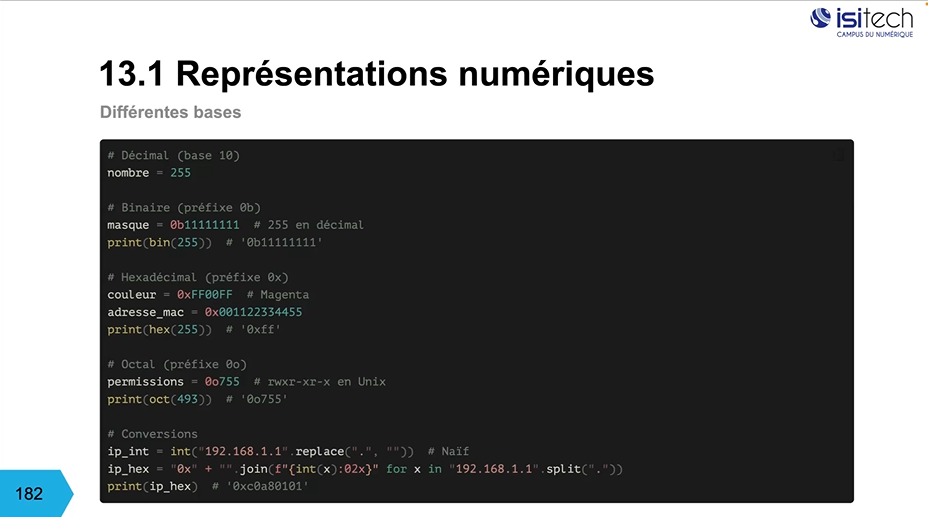 isitech
CAMPUS DU NUMÉRIQUE
13.1 Représentations numériques
Différentes bases
# Décimal (base 10)
nombre = 255
# Binaire (préfixe 0b)
masque = 0b11111111  # 255 en décimal
print(bin(255))  # '0b11111111'
# Hexadécimal (préfixe 0x)
couleur = 0xFF00FF  # Magenta
adresse_mac = 0x001122334455
print(hex(255))  # '0xff'
# Octal (préfixe 0o)
permissions = 0o755  # rwxr-xr-x en Unix
print(oct(493))  # '0o755'
# Conversions
ip_int = int("192.168.1.1".replace(".", ""))  # Naïf
ip_hex = "0x" + "".join(f"{int(x):02x}" for x in "192.168.1.1".split("."))
print(ip_hex)  # '0xc0a80101'
182